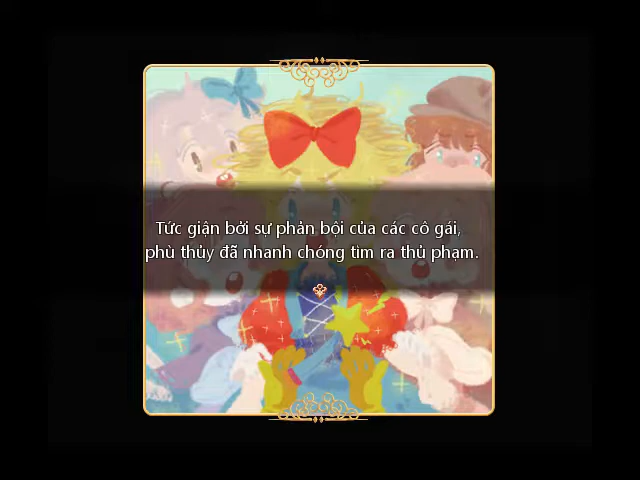 Tức giận bởi sự phản bội của các cô gái,
phù thủy đã nhanh chóng tìm ra thủ phạm.